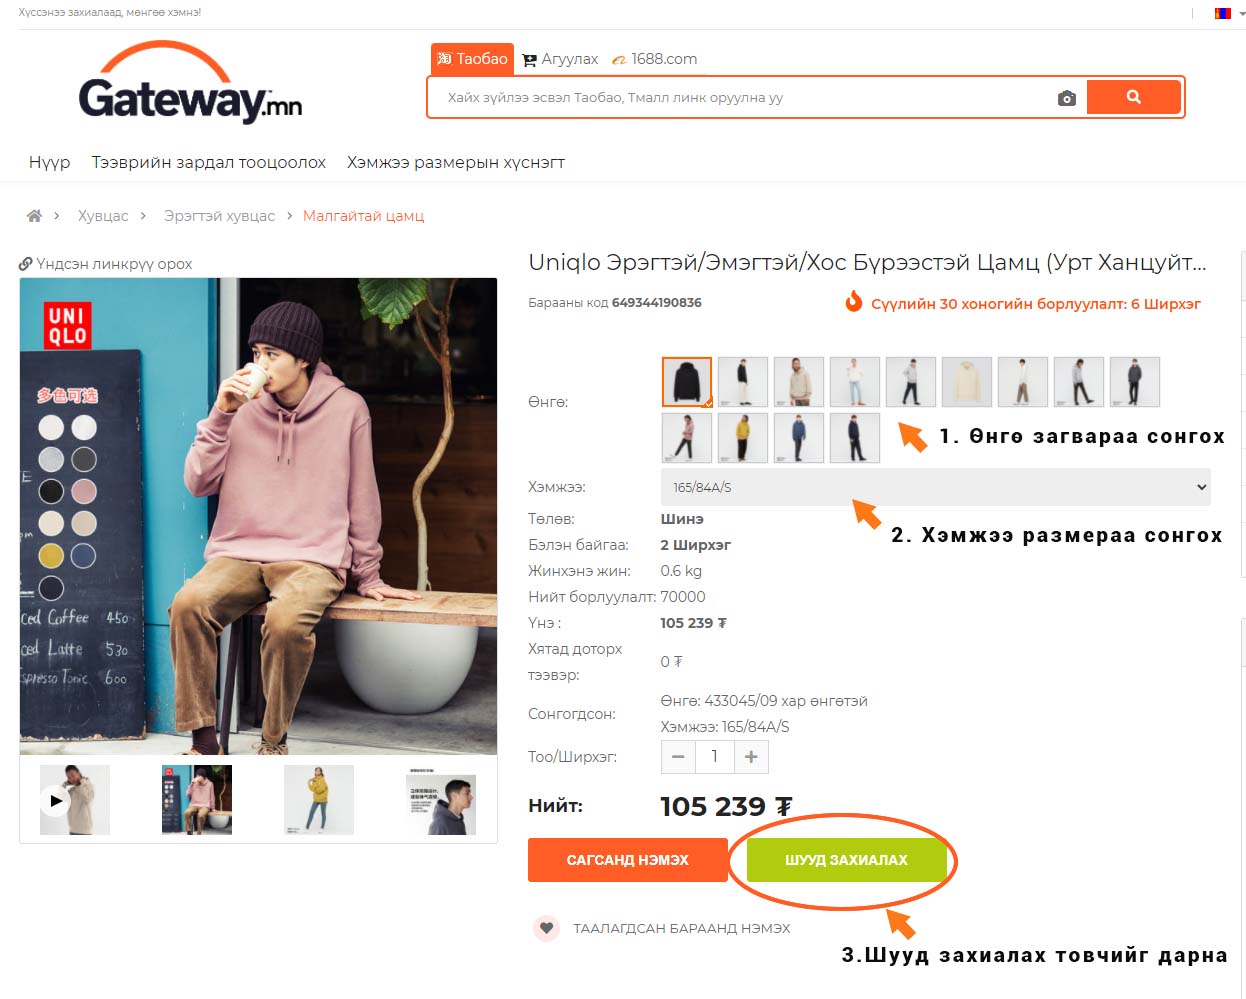 Хүссэнээ захиалаад, мөнгөө хэмнэ!
Gateway.mn
Таобао Агуулах 1688.com
Хайх зүйлээ эсвэл Таобао, Тмалл линк оруулна уу
Нүүр Тээврийн зардал тооцоолох Хэмжээ размерын хүснэгт
Хувцас Эрэгтэй хувцас Малгайтай цамц
Үндсэн линкрүү орох
UNI
QLO
多色可选
ced Coffee 450
ced Latte 530
Espresso Tonic 600
Uniqlo Эрэгтэй/Эмэгтэй/Хос Бүрээстэй Цамц (Урт Ханцуйт...
Барааны код 649344190836
Сүүлийн 30 хоногийн борлуулалт: 6 Ширхэг
Өнгө:
1. Өнгө загвараа сонгох
Хэмжээ: 165/84A/S
2. Хэмжээ размераа сонгох
Төлөв: Шинэ
Бэлэн байгаа: 2 Ширхэг
Жинхэнэ жин: 0.6 kg
Нийт борлуулалт: 70000
Үнэ : 105 239 ₮
Хятад доторх
тээвэр: 0 ₮
Сонгогдсон: Өнгө: 433045/09 хар өнгөтэй
Хэмжээ: 165/84A/S
Тоо/Ширхэг: − 1 +
Нийт: 105 239 ₮
САГСАНД НЭМЭХ ШУУД ЗАХИАЛАХ
ТААЛАГДСАН БАРААНД НЭМЭХ
3.Шууд захиалах товчийг дарна